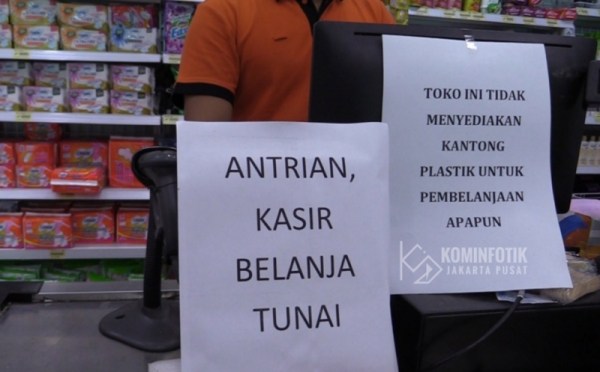 ANTRIAN,
KASIR
BELANJA
TUNAI
TOKO INI TIDAK
MENYEDIAKAN
KANTONG
PLASTIK UNTUK
PEMBELANJAAN
APAPUN
KOMINFOTIK
JAKARTA PUSAT